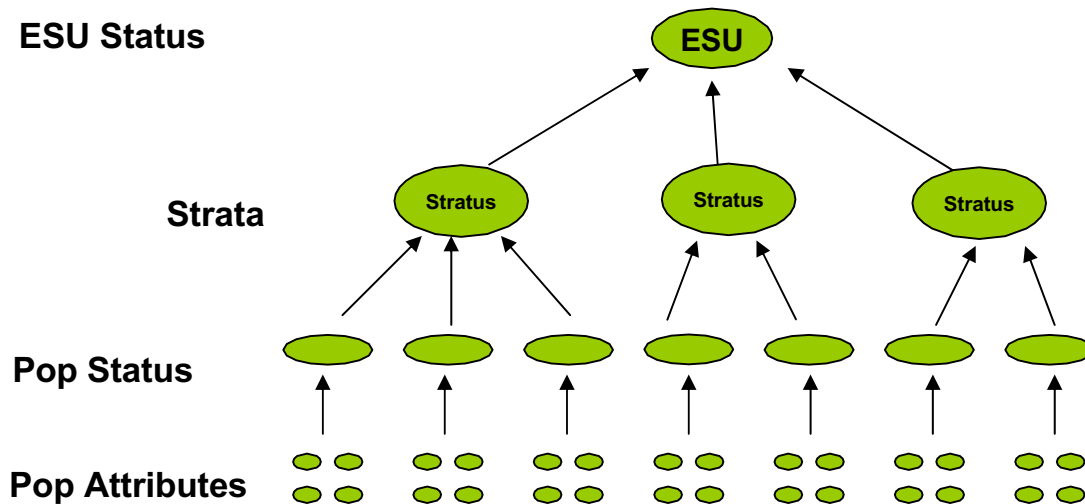 ESU Status
ESU
Strata
Stratus
Stratus
Stratus
Pop Status
Pop Attributes